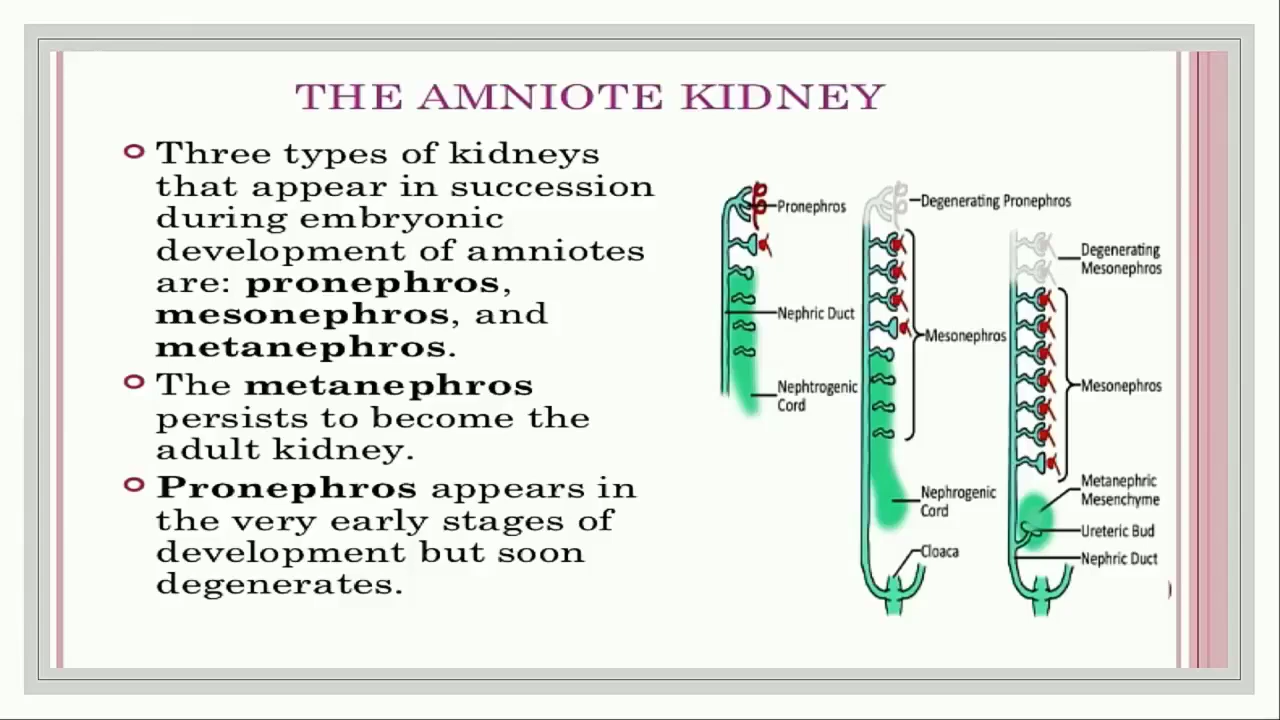 THE AMNIOTE KIDNEY
Three types of kidneys
that appear in succession
during embryonic
development of amniotes
are: pronephros,
mesonephros, and
metanephros.
The metanephros
persists to become the
adult kidney.
Pronephros appears in
the very early stages of
development but soon
degenerates.
Pronephros
Nephric Duct
Nephtrogenic
Cord
Degenerating Pronephros
Mesonephros
Nephrogenic
Cord
Cloaca
Degenerating
Mesonephros
Mesonephros
Metanephric
Mesenchyme
Ureteric Bud
Nephric Duct